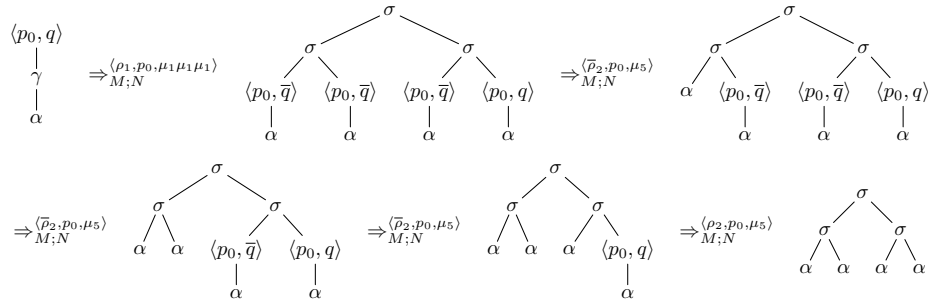 σ
⟨p₀, q⟩ σ σ
γ ⇒_{M;N}^{⟨ρ₁,p₀,μ₁μ₁μ₁⟩} ⟨p₀, q̅⟩ ⟨p₀, q̅⟩ ⟨p₀, q̅⟩ ⟨p₀, q⟩ ⇒_{M;N}^{⟨ρ̅₂,p₀,μ₅⟩} σ σ σ α ⟨p₀, q̅⟩ ⟨p₀, q̅⟩ ⟨p₀, q⟩
α α α α α α α α
σ σ
σ σ σ σ σ
⇒_{M;N}^{⟨ρ̅₂,p₀,μ₅⟩} α α ⟨p₀, q̅⟩ ⟨p₀, q⟩ ⇒_{M;N}^{⟨ρ̅₂,p₀,μ₅⟩} α α α ⟨p₀, q⟩ ⇒_{M;N}^{⟨ρ₂,p₀,μ₅⟩} σ σ
α α α α α α α